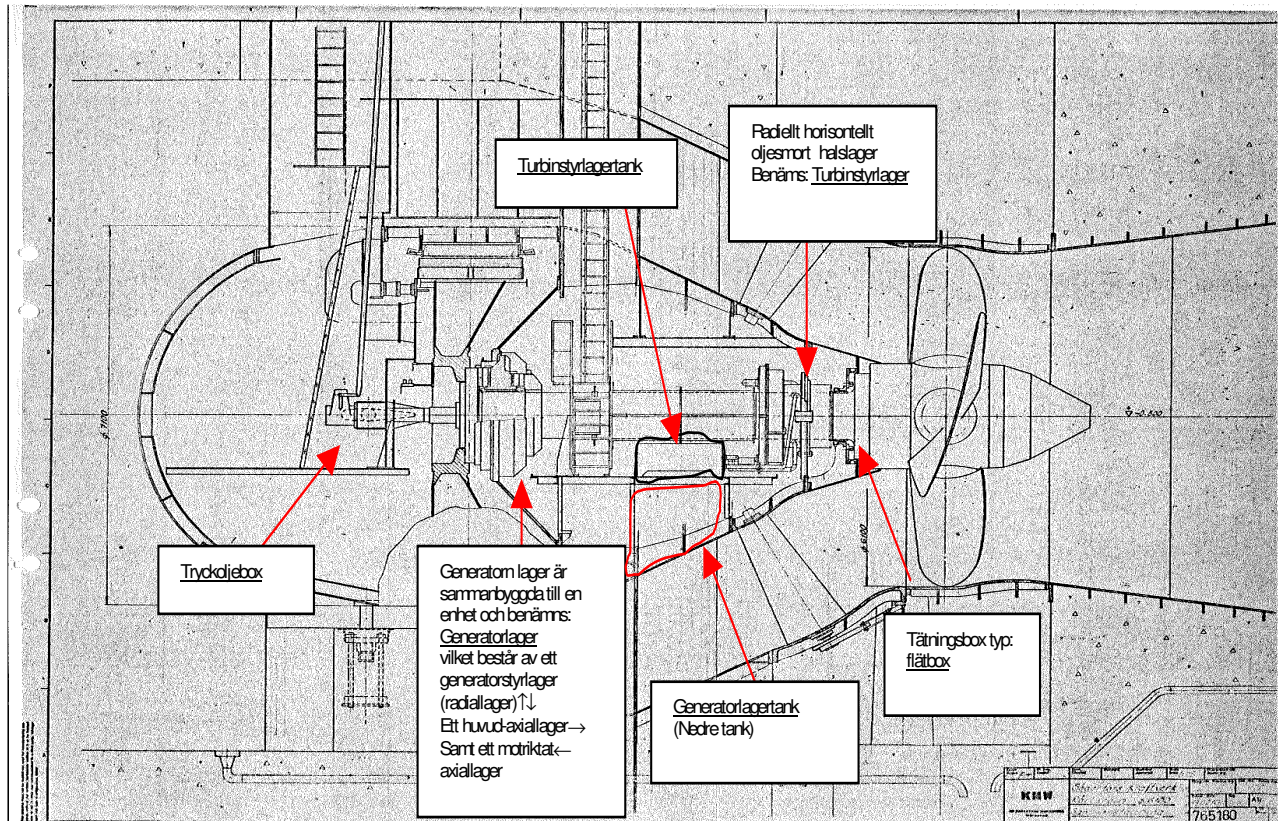 Turbinstyrlagertank
Radiellt horisontellt
oljesmort halslager
Benäms: Turbinstyrlager
Tryckoljebox
Generatorn lager är
sammanbyggda till en
enhet och benämns:
Generatorlager
vilket består av ett
generatorstyrlager
(radiallager)↑↓
Ett huvud-axiallager→
Samt ett motriktat←
axiallager
Generatorlagertank
(Nedre tank)
Tätningsbox typ:
flätbox
KMW
765180